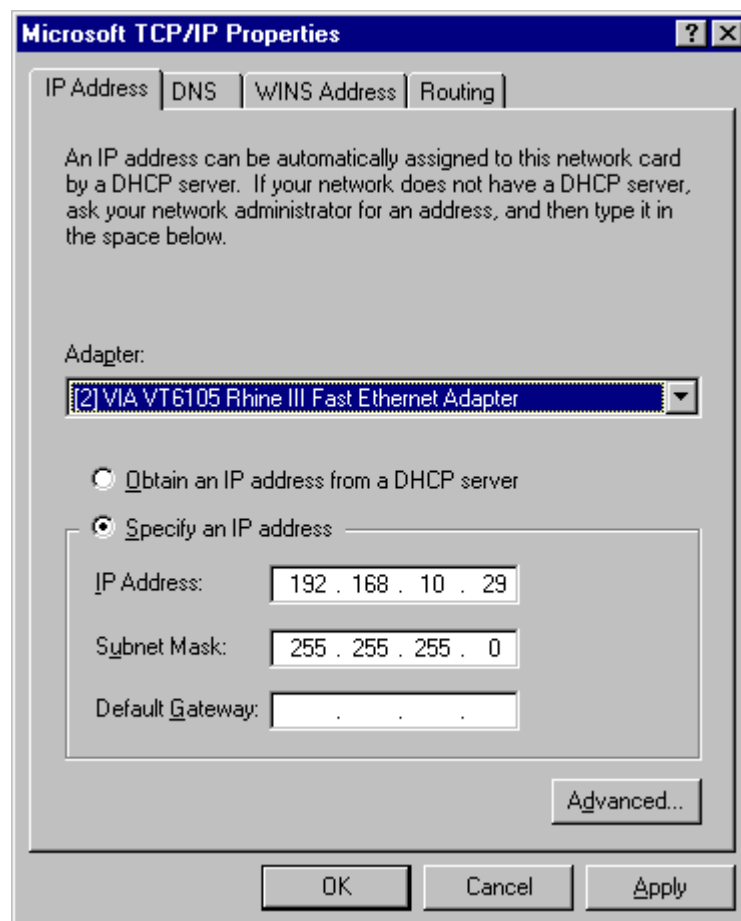 Microsoft TCP/IP Properties
IP Address DNS WINS Address Routing
An IP address can be automatically assigned to this network card
by a DHCP server. If your network does not have a DHCP server,
ask your network administrator for an address, and then type it in
the space below.
Adapter:
[2] VIA VT6105 Rhine III Fast Ethernet Adapter
Obtain an IP address from a DHCP server
Specify an IP address
IP Address: 192 . 168 . 10 . 29
Subnet Mask: 255 . 255 . 255 . 0
Default Gateway: . . .
Advanced...
OK Cancel Apply